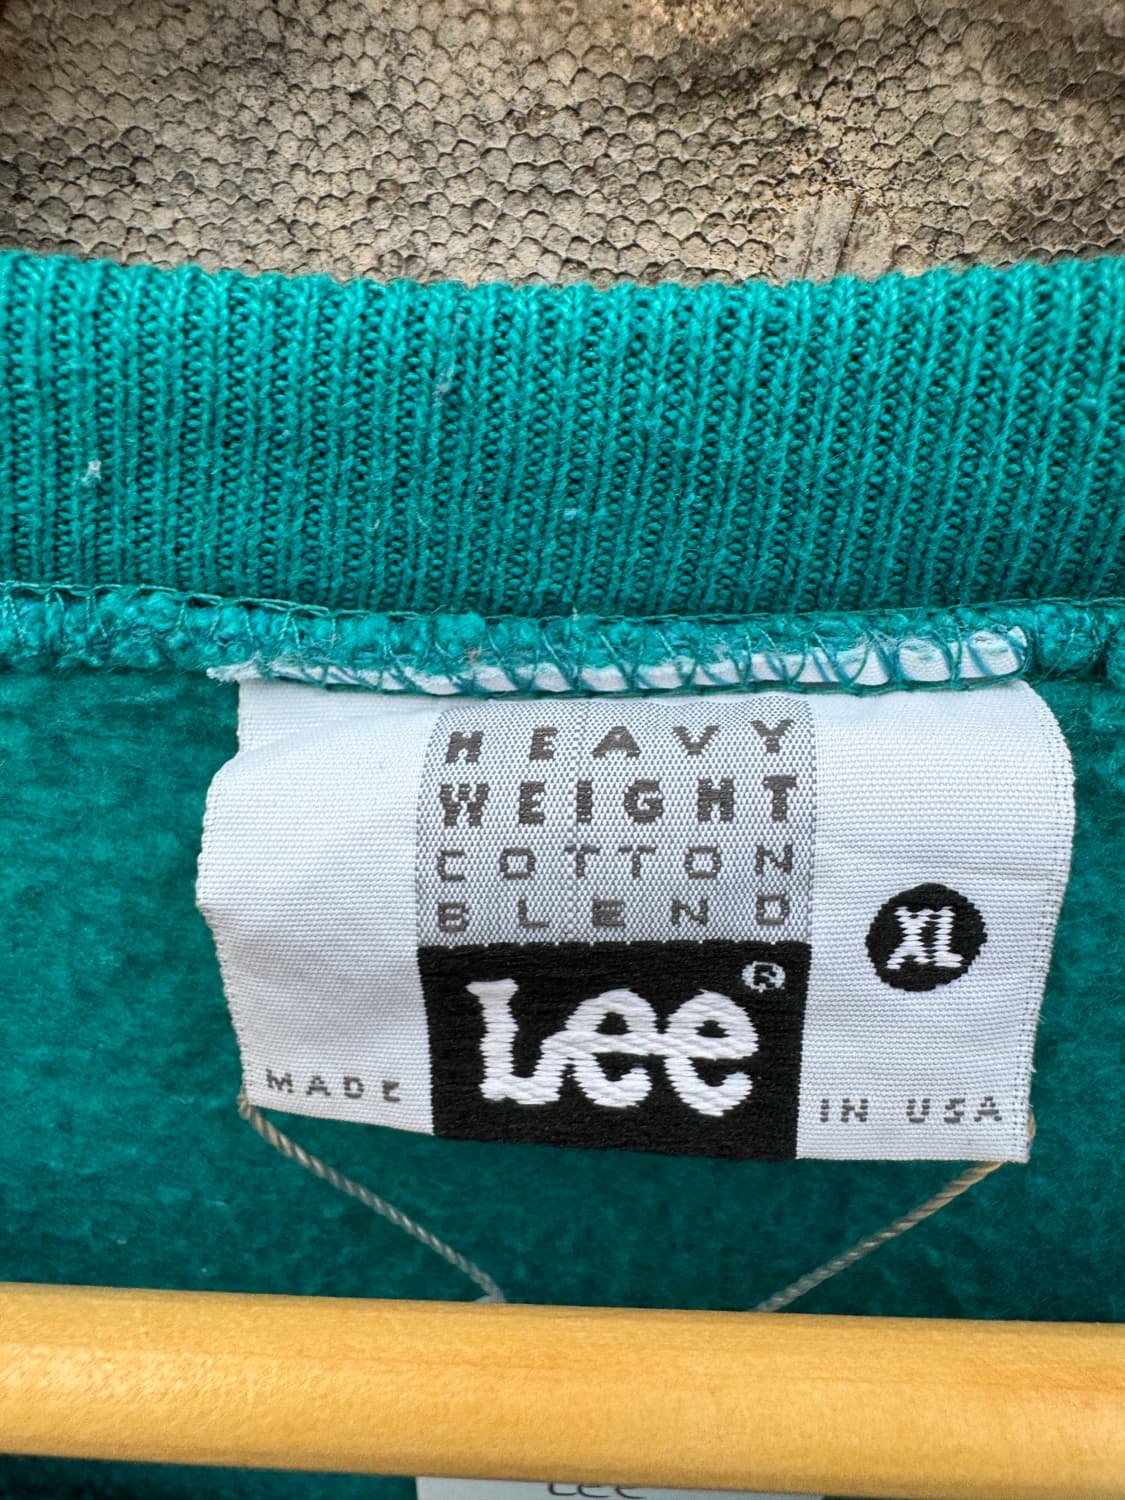 HEAVY
WEIGHT
COTTON
BLEND
Lee®
XL
MADE IN USA